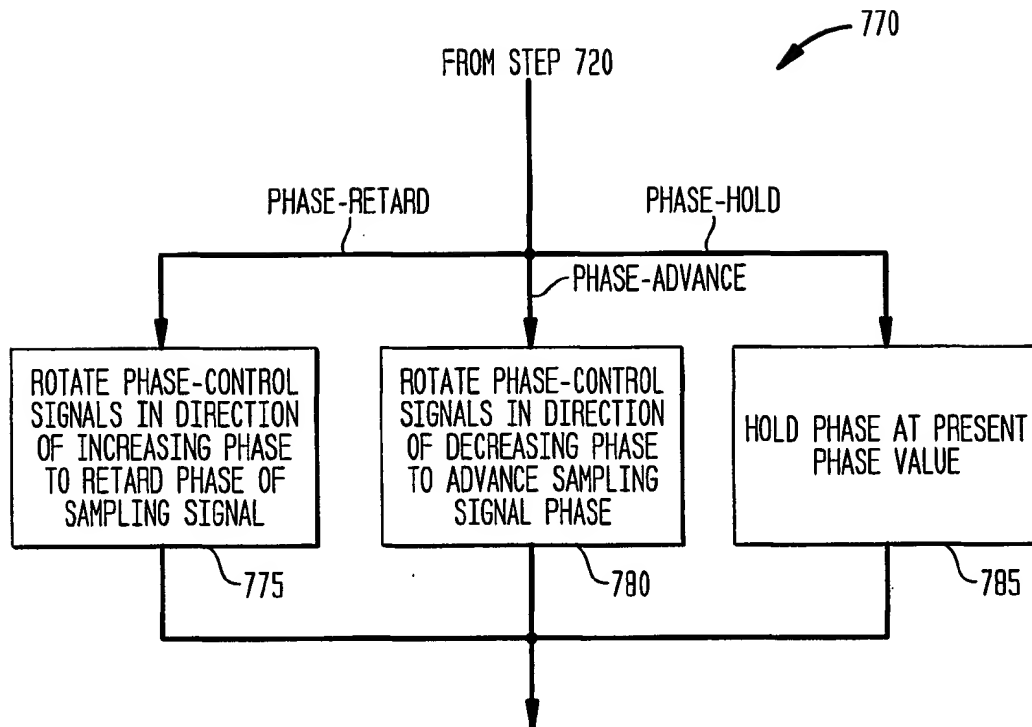 770
FROM STEP 720
PHASE-RETARD
PHASE-HOLD
PHASE-ADVANCE
ROTATE PHASE-CONTROL
SIGNALS IN DIRECTION
OF INCREASING PHASE
TO RETARD PHASE OF
SAMPLING SIGNAL
ROTATE PHASE-CONTROL
SIGNALS IN DIRECTION
OF DECREASING PHASE
TO ADVANCE SAMPLING
SIGNAL PHASE
HOLD PHASE AT PRESENT
PHASE VALUE
775
780
785